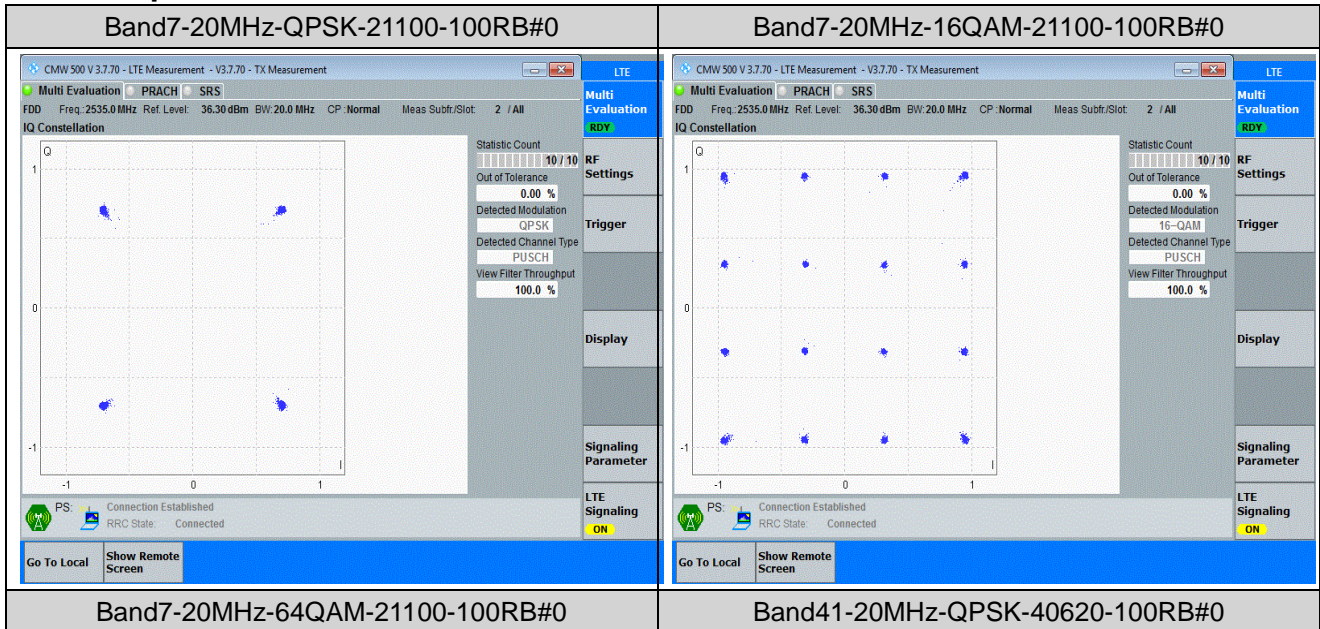 Band7-20MHz-QPSK-21100-100RB#0
Band7-20MHz-16QAM-21100-100RB#0
CMW 500 V 3.7.70 - LTE Measurement - V3.7.70 - TX Measurement
LTE
Multi Evaluation PRACH SRS
Multi Evaluation
RDY
FDD Freq.:2535.0 MHz Ref. Level: 36.30 dBm BW:20.0 MHz CP :Normal Meas Subfr./Slot: 2 / All
IQ Constellation
Q
1
0
-1
-1 0 1
I
Statistic Count
10 / 10
Out of Tolerance
0.00 %
Detected Modulation
QPSK
Detected Channel Type
PUSCH
View Filter Throughput
100.0 %
RF
Settings
Trigger
Display
Signaling
Parameter
LTE
Signaling
ON
PS: Connection Established
RRC State: Connected
Go To Local
Show Remote
Screen
CMW 500 V 3.7.70 - LTE Measurement - V3.7.70 - TX Measurement
LTE
Multi Evaluation PRACH SRS
Multi
Evaluation
RDY
FDD Freq.:2535.0 MHz Ref. Level: 36.30 dBm BW:20.0 MHz CP :Normal Meas Subfr./Slot: 2 / All
IQ Constellation
Q
1
0
-1
-1 0 1
I
Statistic Count
10 / 10
Out of Tolerance
0.00 %
Detected Modulation
16-QAM
Detected Channel Type
PUSCH
View Filter Throughput
100.0 %
RF
Settings
Trigger
Display
Signaling
Parameter
LTE
Signaling
ON
PS: Connection Established
RRC State: Connected
Go To Local
Show Remote
Screen
Band7-20MHz-64QAM-21100-100RB#0
Band41-20MHz-QPSK-40620-100RB#0